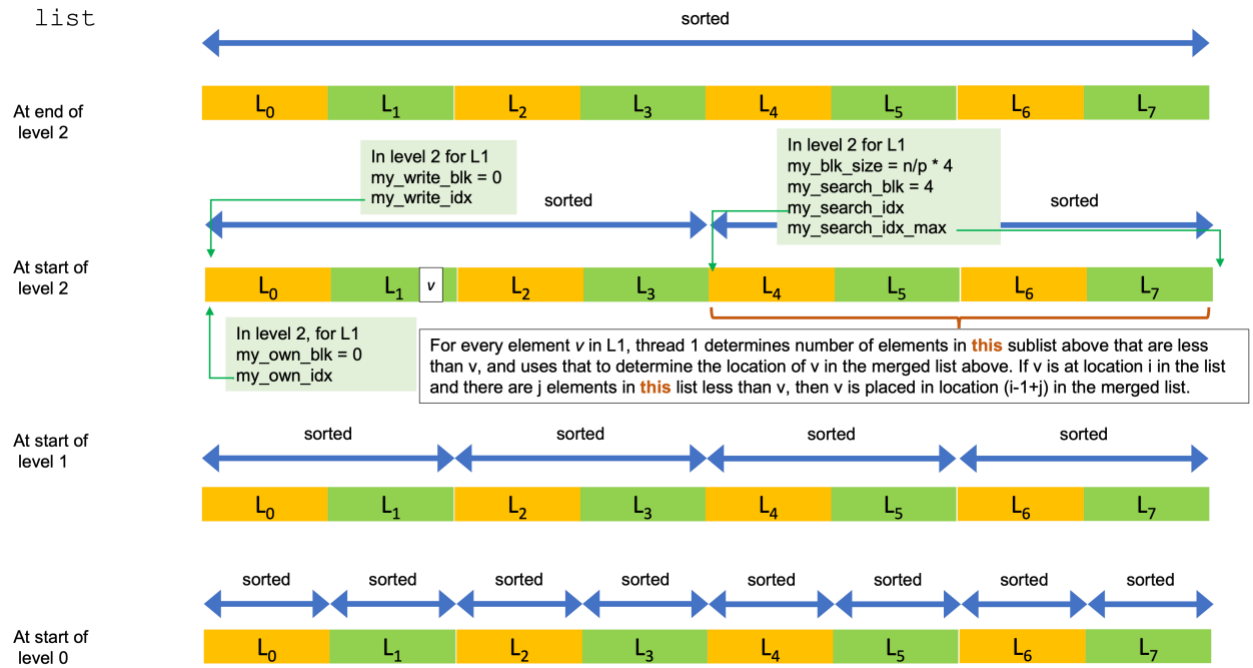 list
sorted
At end of
level 2
L0 L1 L2 L3 L4 L5 L6 L7
In level 2 for L1
my_write_blk = 0
my_write_idx
In level 2 for L1
my_blk_size = n/p * 4
my_search_blk = 4
my_search_idx
my_search_idx_max
sorted
sorted
At start of
level 2
L0 L1 v L2 L3 L4 L5 L6 L7
In level 2, for L1
my_own_blk = 0
my_own_idx
For every element v in L1, thread 1 determines number of elements in this sublist above that are less
than v, and uses that to determine the location of v in the merged list above. If v is at location i in the list
and there are j elements in this list less than v, then v is placed in location (i-1+j) in the merged list.
At start of
level 1
sorted sorted sorted sorted
L0 L1 L2 L3 L4 L5 L6 L7
sorted sorted sorted sorted sorted sorted sorted sorted
At start of
level 0
L0 L1 L2 L3 L4 L5 L6 L7